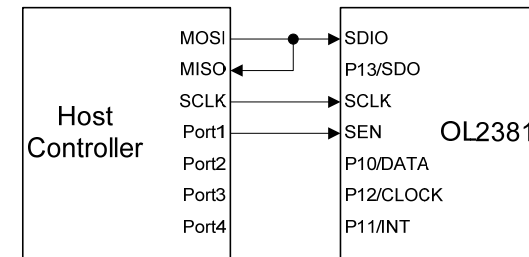 MOSI
SDIO
MISO
P13/SDO
SCLK
SCLK
Host
Controller
Port1
SEN
OL2381
Port2
P10/DATA
Port3
P12/CLOCK
Port4
P11/INT